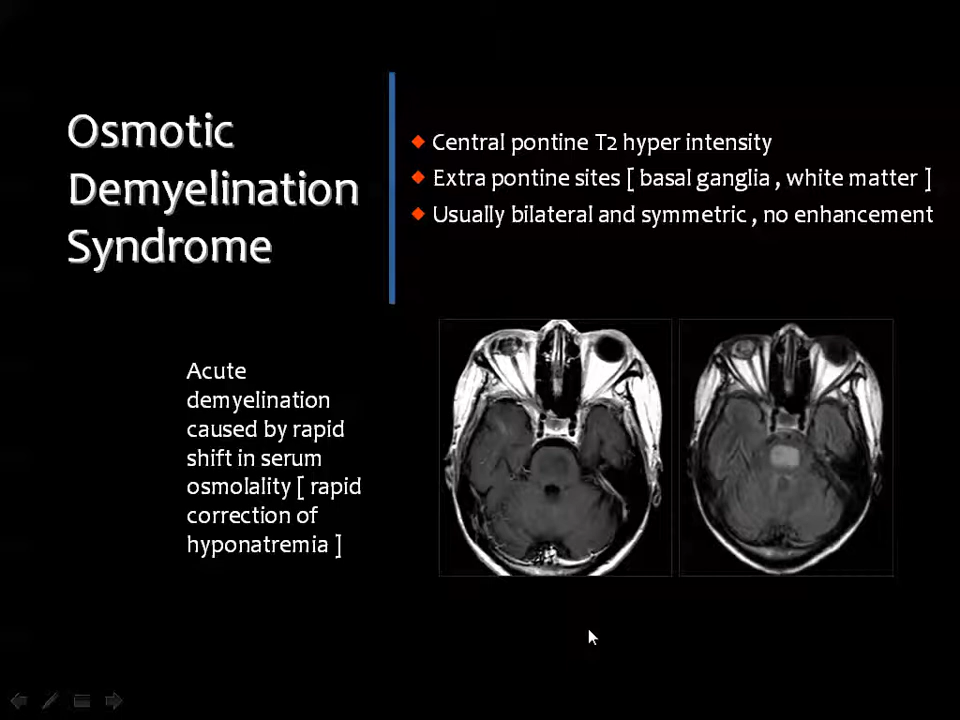 Osmotic
Demyelination
Syndrome
Central pontine T2 hyper intensity
Extra pontine sites [ basal ganglia , white matter ]
Usually bilateral and symmetric , no enhancement
Acute
demyelination
caused by rapid
shift in serum
osmolality [ rapid
correction of
hyponatremia ]